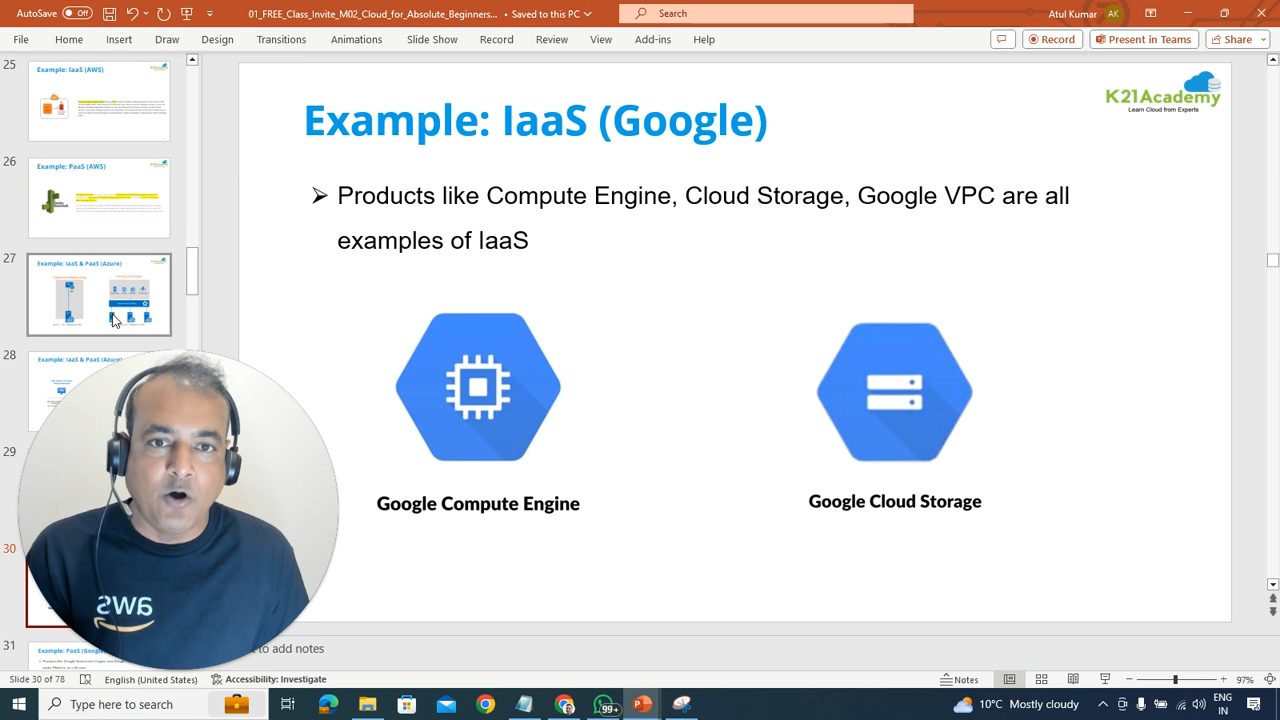 AutoSave Off 01_FREE_Class_Invite M02_Cloud_for_Absolute_Beginners... • Saved to this PC Search Atul Kumar AK
File Home Insert Draw Design Transitions Animations Slide Show Record Review View Add-ins Help Record Present in Teams Share
25
Example: IaaS (AWS)
26
Example: PaaS (AWS)
27
Example: IaaS & PaaS (Azure)
28
Example: IaaS & PaaS (Azure)
29
30
31
Example: PaaS (Goog
Example: IaaS (Google)
K21Academy
Learn Cloud from Experts
➢ Products like Compute Engine, Cloud Storage, Google VPC are all
examples of IaaS
Google Compute Engine
Google Cloud Storage
aws
to add notes
Slide 30 of 78 English (United States) Accessibility: Investigate Notes 97%
Type here to search 99+ 10°C Mostly cloudy ENG
IN